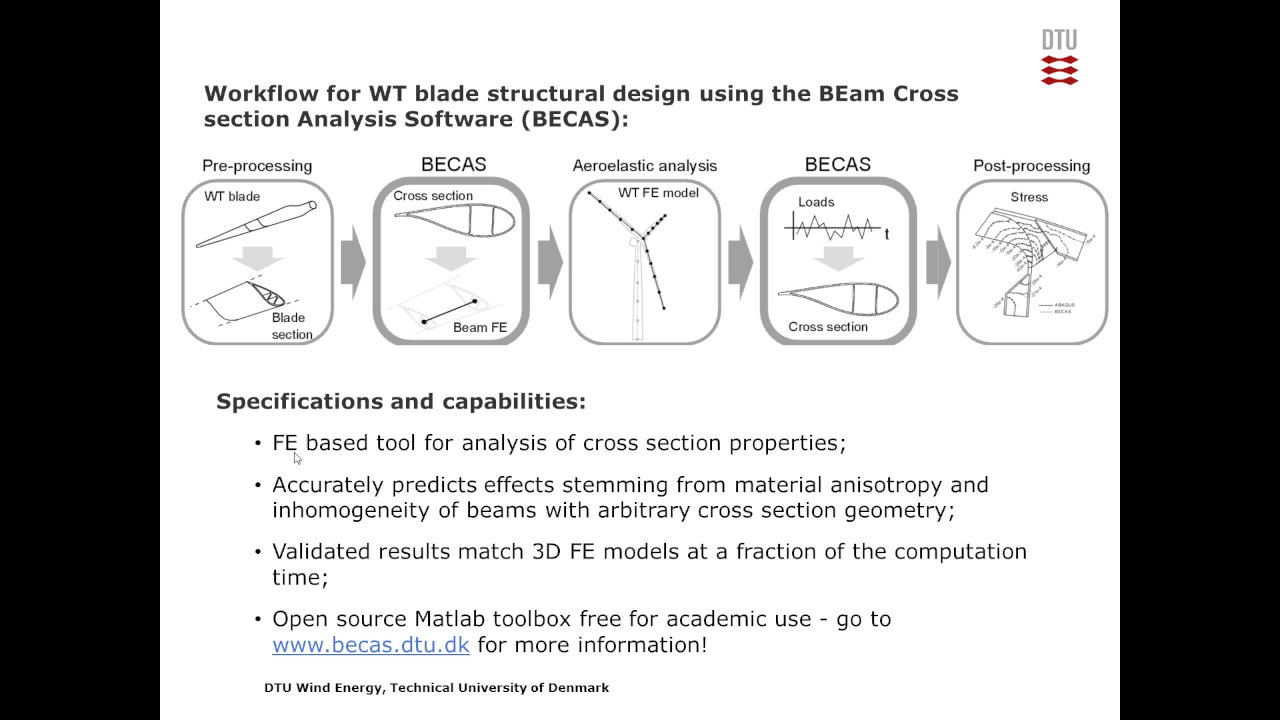 DTU
Workflow for WT blade structural design using the BEam Cross
section Analysis Software (BECAS):
Pre-processing
BECAS
Aeroelastic analysis
BECAS
Post-processing
WT blade
Blade
section
Cross section
Beam FE
WT FE model
Loads
t
Cross section
Stress
ABAQUS
BECAS
Specifications and capabilities:
• FE based tool for analysis of cross section properties;
• Accurately predicts effects stemming from material anisotropy and
inhomogeneity of beams with arbitrary cross section geometry;
• Validated results match 3D FE models at a fraction of the computation
time;
• Open source Matlab toolbox free for academic use - go to
www.becas.dtu.dk for more information!
DTU Wind Energy, Technical University of Denmark